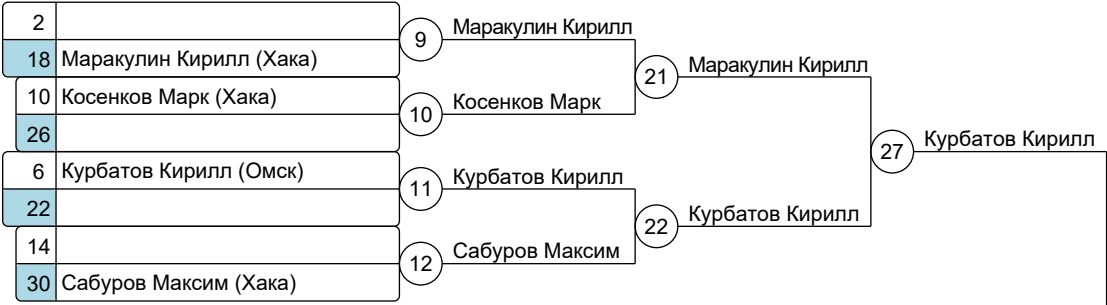 2
9
Маракулин Кирилл
18 Маракулин Кирилл (Хака)
21
Маракулин Кирилл
10 Косенков Марк (Хака)
10
Косенков Марк
26
27
Курбатов Кирилл
6 Курбатов Кирилл (Омск)
11
Курбатов Кирилл
22
22
Курбатов Кирилл
14
12
Сабуров Максим
30 Сабуров Максим (Хака)